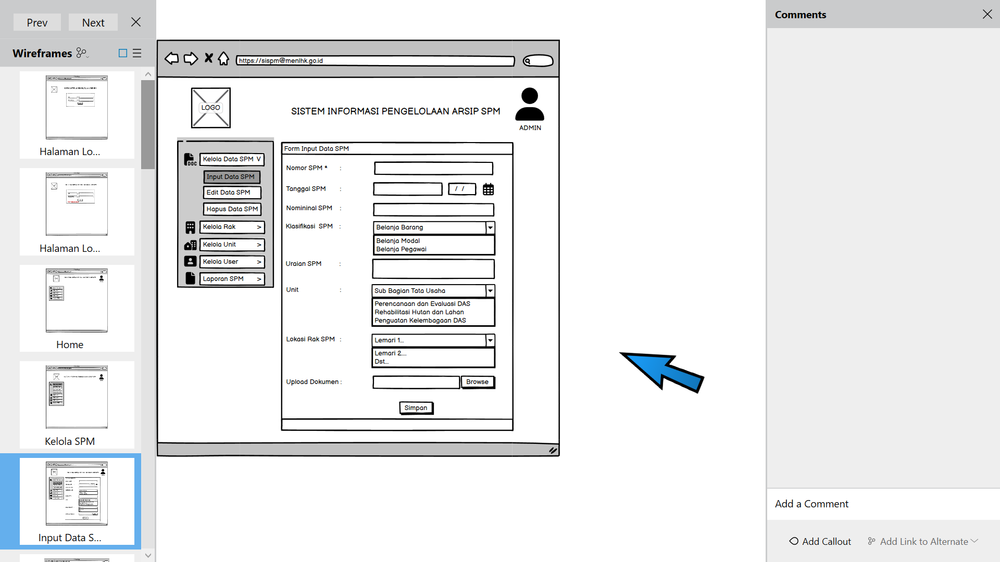 Prev Next
Wireframes
Halaman Lo...
Halaman Lo...
Home
Kelola SPM
Input Data S...
https://sispm@menlhk.go.id
LOGO
SISTEM INFORMASI PENGELOLAAN ARSIP SPM
ADMIN
DOC
Kelola Data SPM V
Input Data SPM
Edit Data SPM
Hapus Data SPM
Kelola Rak >
Kelola Unit >
Kelola User >
Laporan SPM >
Form Input Data SPM
Nomor SPM * :
Tanggal SPM : / /
Nomininal SPM :
Klasifikasi SPM : Belanja Barang
Belanja Modal
Belanja Pegawai
Uraian SPM :
Unit : Sub Bagian Tata Usaha
Perencanaan dan Evaluasi DAS
Rehabilitasi Hutan dan Lahan
Penguatan Kelembagaan DAS
Lokasi Rak SPM : Lemari 1...
Lemari 2....
Dst...
Upload Dokumen : Browse
Simpan
Comments
Add a Comment
Add Callout Add Link to Alternate